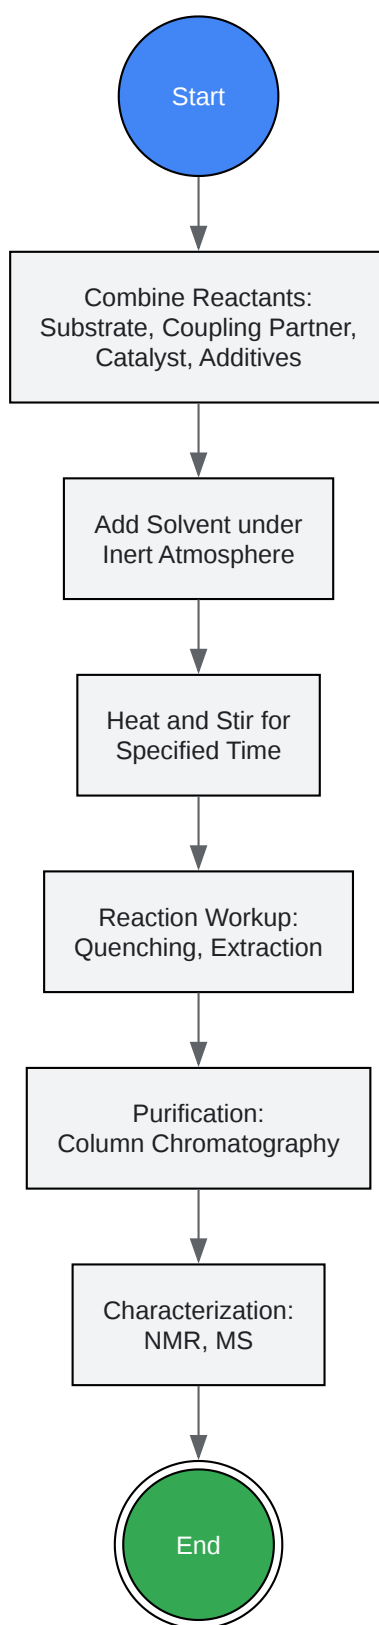 Start
Combine Reactants:
Substrate, Coupling Partner,
Catalyst, Additives
Add Solvent under
Inert Atmosphere
Heat and Stir for
Specified Time
Reaction Workup:
Quenching, Extraction
Purification:
Column Chromatography
Characterization:
NMR, MS
End